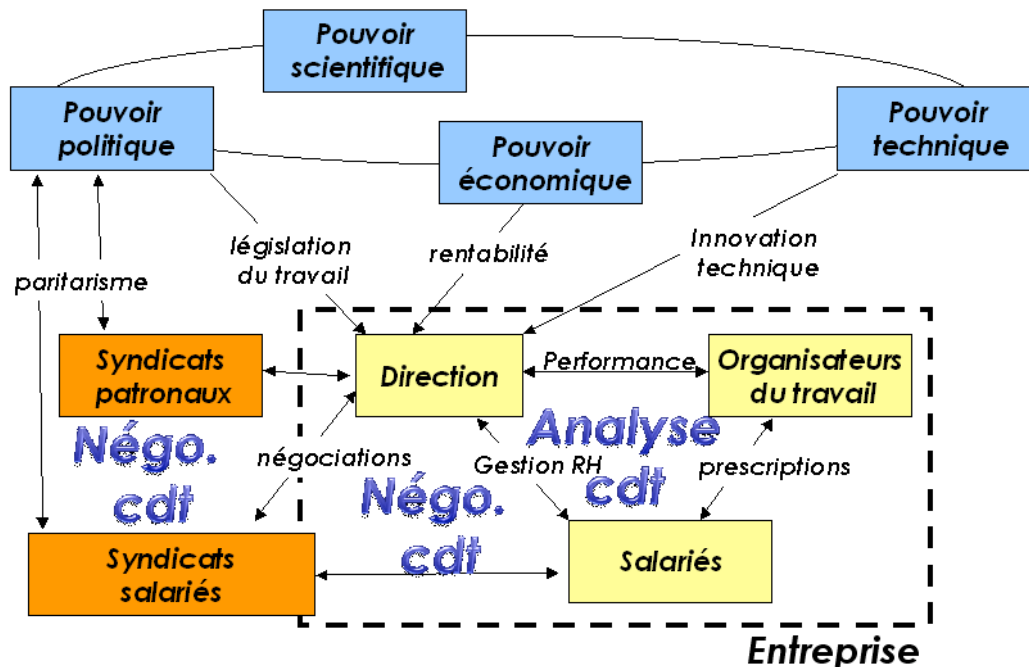 Pouvoir
scientifique
Pouvoir
politique
Pouvoir
économique
Pouvoir
technique
paritarisme
législation
du travail
rentabilité
Innovation
technique
Syndicats
patronaux
Direction
Performance
Organisateurs
du travail
Négo.
cdt
négociations
Négo.
cdt
Gestion RH
Analyse
cdt
prescriptions
Syndicats
salariés
Salariés
Entreprise